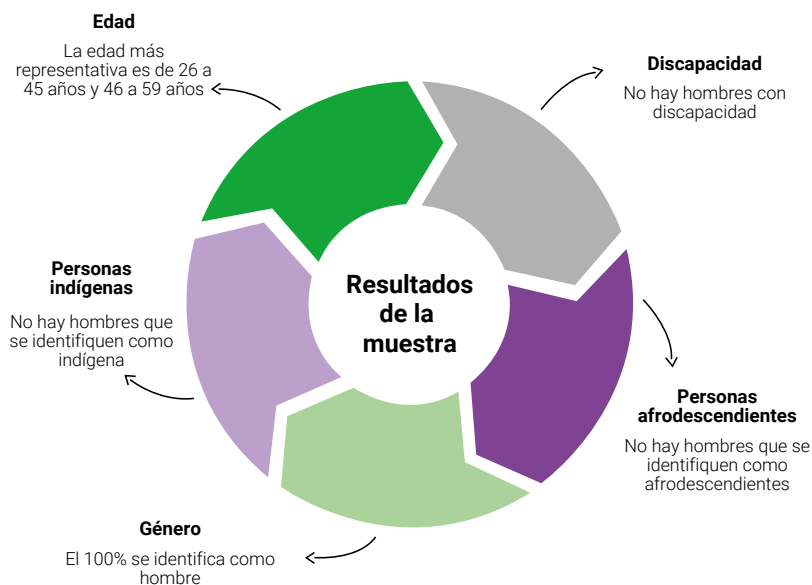 Edad
La edad más
representativa es de 26 a
45 años y 46 a 59 años
Discapacidad
No hay hombres con
discapacidad
Resultados
de la
muestra
Personas
indígenas
No hay hombres que
se identifiquen como
indígena
Personas
afrodescendientes
No hay hombres que se
identifiquen como
afrodescendientes
Género
El 100% se identifica como
hombre